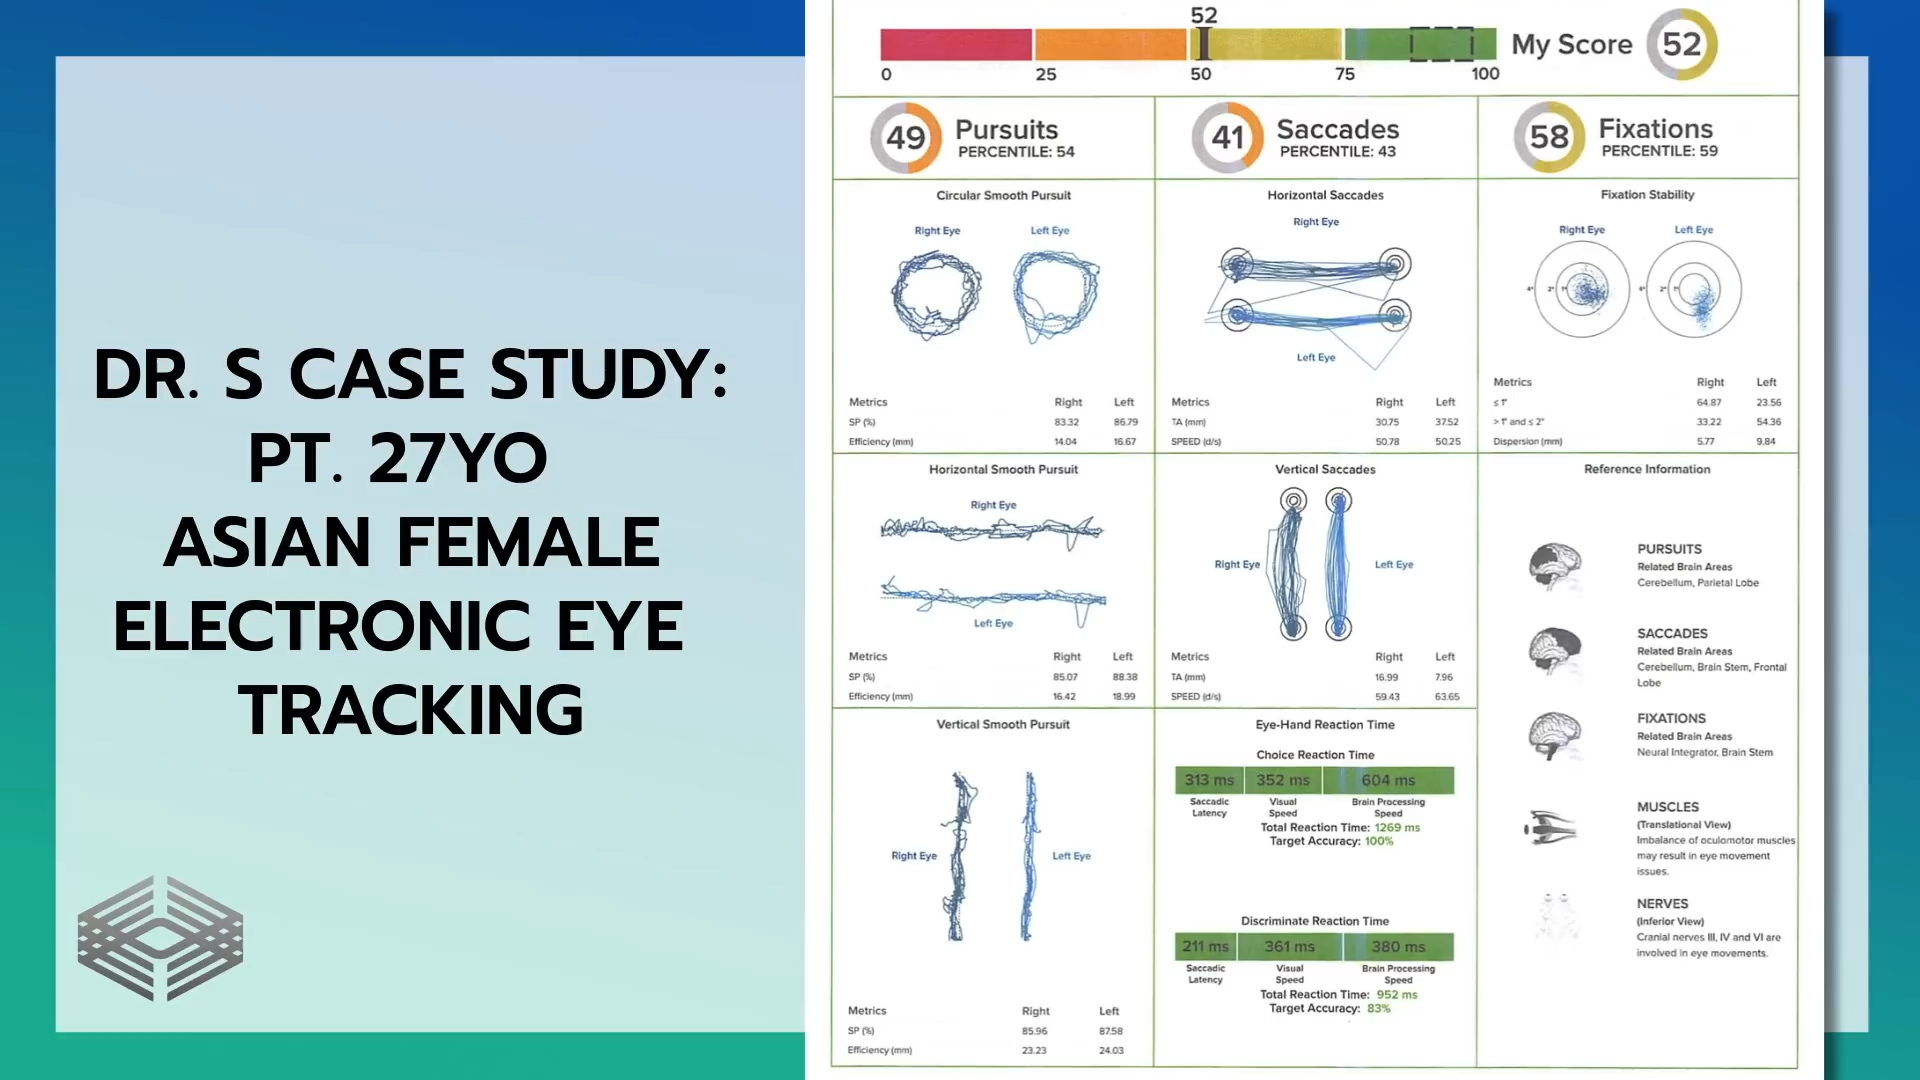 DR. S CASE STUDY:
PT. 27YO
ASIAN FEMALE
ELECTRONIC EYE
TRACKING
52
0 25 50 75 100
My Score 52
49 Pursuits
PERCENTILE: 54
41 Saccades
PERCENTILE: 43
58 Fixations
PERCENTILE: 59
Circular Smooth Pursuit
Right Eye Left Eye
Metrics Right Left
SP (%) 83.32 86.79
Efficiency (mm) 14.04 16.67
Horizontal Smooth Pursuit
Right Eye
Left Eye
Metrics Right Left
SP (%) 85.07 88.38
Efficiency (mm) 16.42 18.99
Vertical Smooth Pursuit
Right Eye Left Eye
Metrics Right Left
SP (%) 85.96 87.58
Efficiency (mm) 23.23 24.03
Horizontal Saccades
Right Eye
Left Eye
Metrics Right Left
TA (mm) 30.75 37.52
SPEED (d/s) 50.78 50.25
Vertical Saccades
Right Eye Left Eye
Metrics Right Left
TA (mm) 16.99 7.96
SPEED (d/s) 59.43 63.65
Eye-Hand Reaction Time
Choice Reaction Time
313 ms 352 ms 604 ms
Saccadic Visual Brain Processing
Latency Speed Speed
Total Reaction Time: 1269 ms
Target Accuracy: 100%
Discriminate Reaction Time
211 ms 361 ms 380 ms
Saccadic Visual Brain Processing
Latency Speed Speed
Total Reaction Time: 952 ms
Target Accuracy: 83%
Fixation Stability
Right Eye Left Eye
4° 2° 1° 4° 2° 1°
Metrics Right Left
≤ 1° 64.87 23.56
> 1° and ≤ 2° 33.22 54.36
Dispersion (mm) 5.77 9.84
Reference Information
PURSUITS
Related Brain Areas
Cerebellum, Parietal Lobe
SACCADES
Related Brain Areas
Cerebellum, Brain Stem, Frontal
Lobe
FIXATIONS
Related Brain Areas
Neural Integrator, Brain Stem
MUSCLES
(Translational View)
Imbalance of oculomotor muscles
may result in eye movement
issues.
NERVES
(Inferior View)
Cranial nerves III, IV and VI are
involved in eye movements.